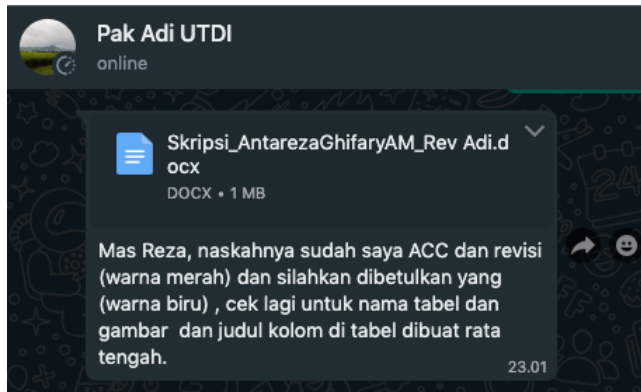 Pak Adi UTDI
online
Skripsi_AntarezaGhifaryAM_Rev Adi.d
ocx
DOCX • 1 MB
Mas Reza, naskahnya sudah saya ACC dan revisi
(warna merah) dan silahkan dibetulkan yang
(warna biru) , cek lagi untuk nama tabel dan
gambar  dan judul kolom di tabel dibuat rata
tengah.
23.01